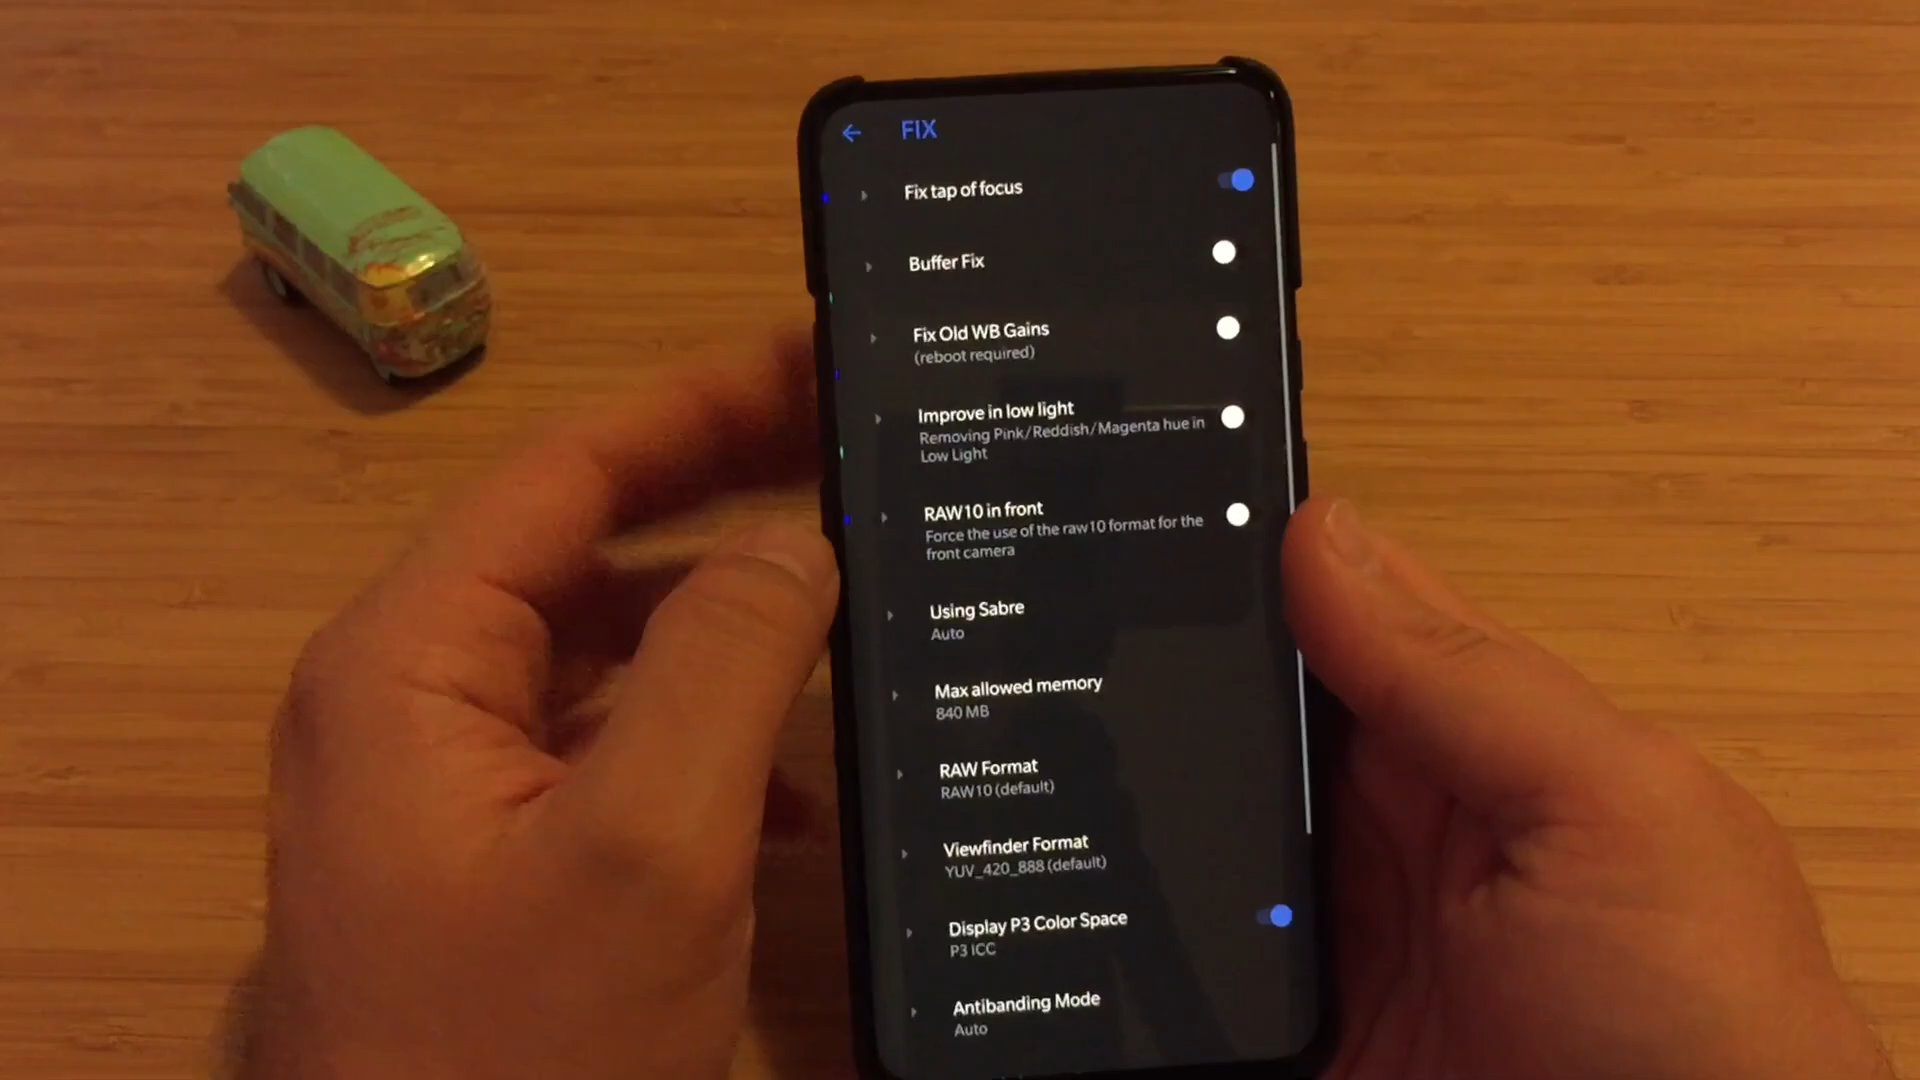 FIX
Fix tap of focus
Buffer Fix
Fix Old WB Gains
(reboot required)
Improve in low light
Removing Pink/Reddish/Magenta hue in
Low Light
RAW10 in front
Force the use of the raw10 format for the
front camera
Using Sabre
Auto
Max allowed memory
840 MB
RAW Format
RAW10 (default)
Viewfinder Format
YUV_420_888 (default)
Display P3 Color Space
P3 ICC
Antibanding Mode
Auto